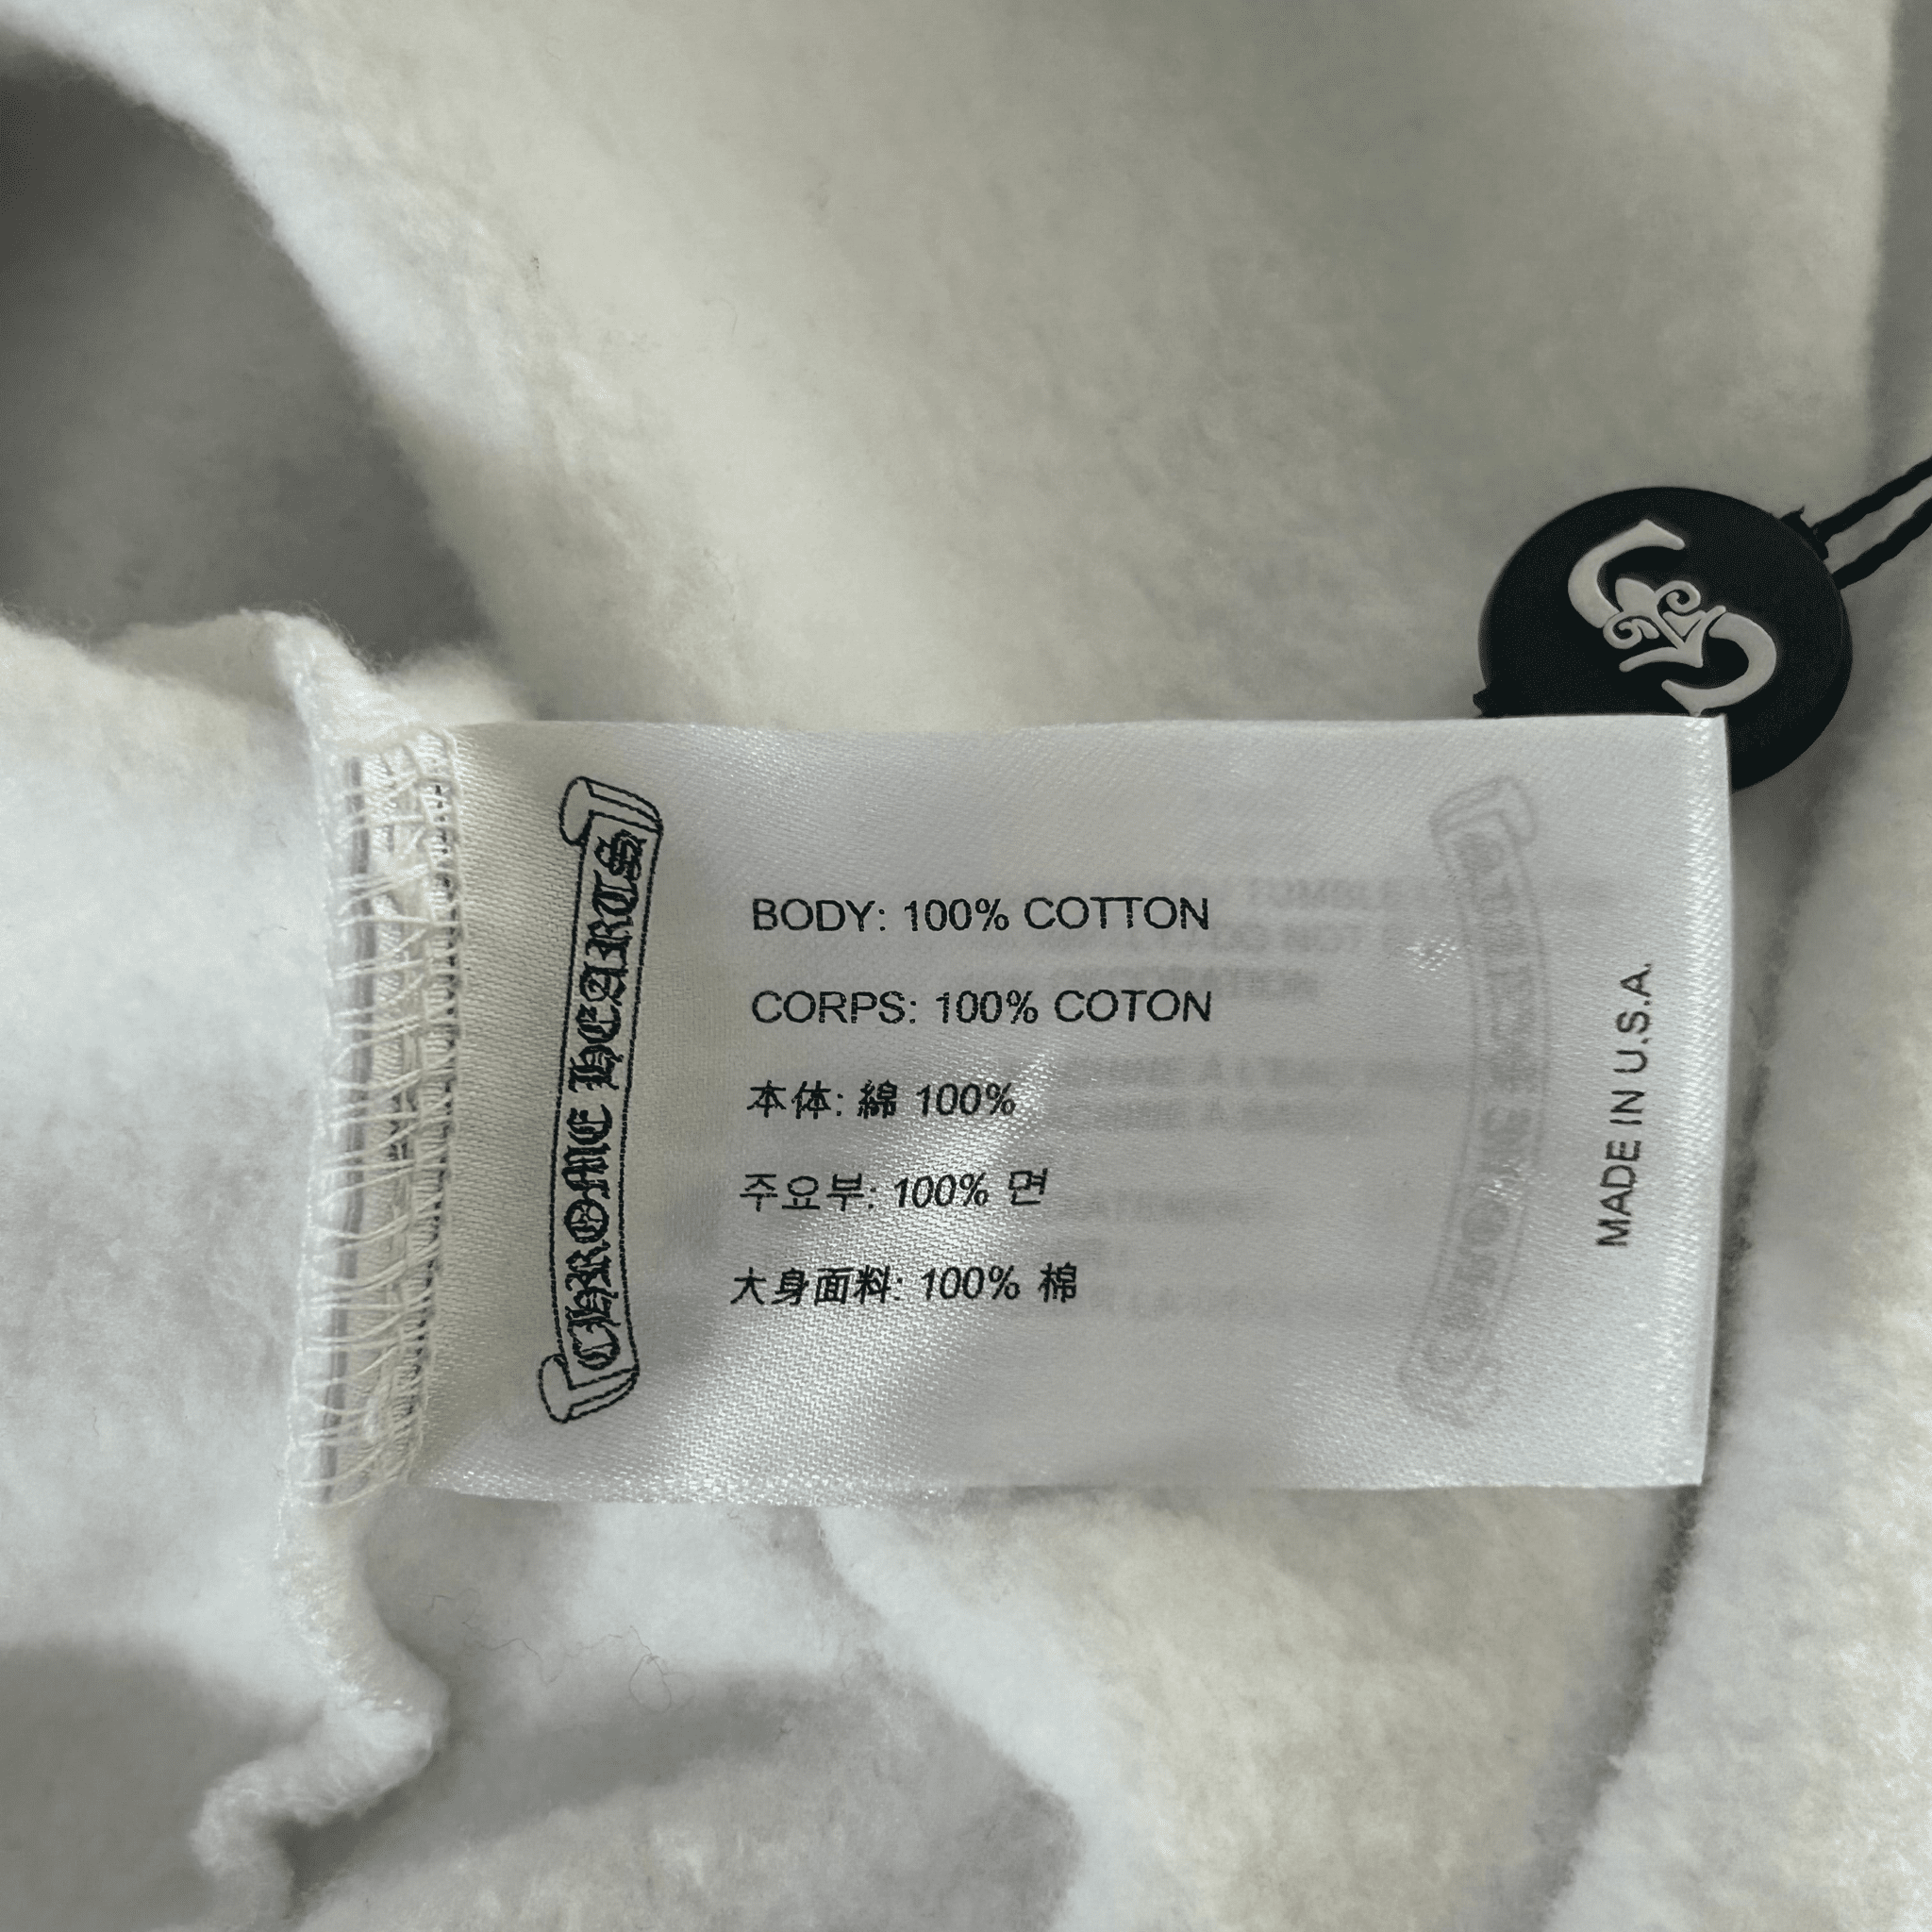 CHROME HEARTS
BODY: 100% COTTON
CORPS: 100% COTON
本体: 綿 100%
주요부: 100% 면
大身面料: 100% 棉
MADE IN U.S.A.